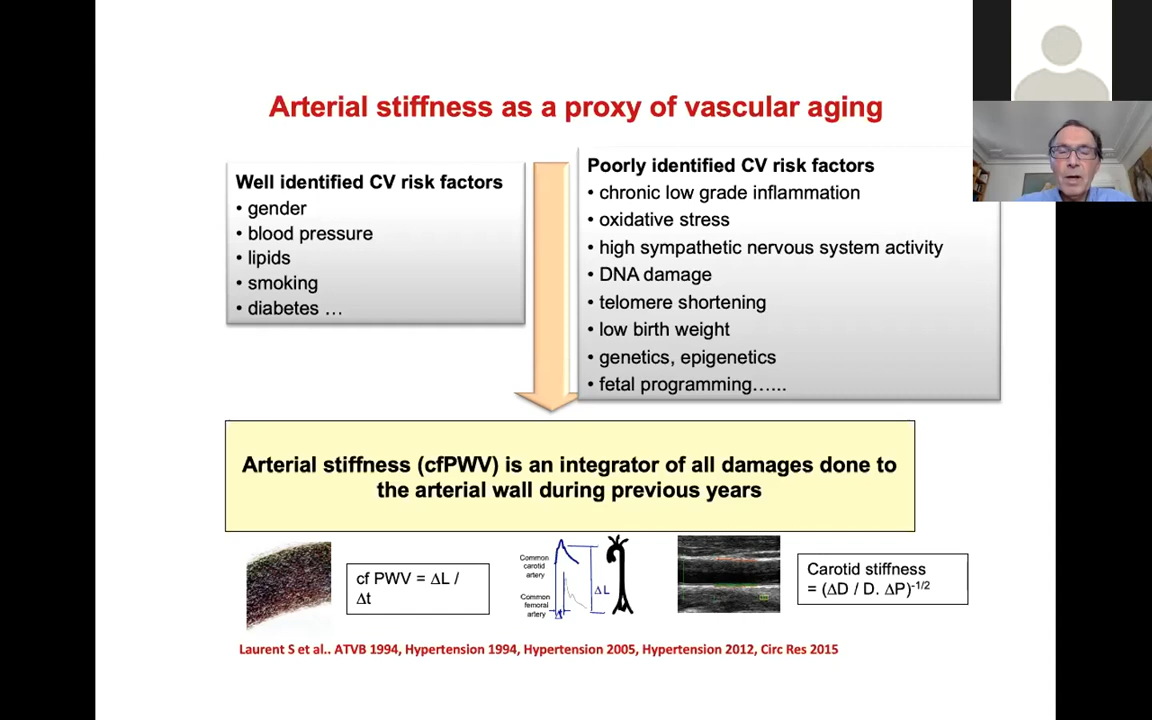 Arterial stiffness as a proxy of vascular aging
Well identified CV risk factors
• gender
• blood pressure
• lipids
• smoking
• diabetes …
Poorly identified CV risk factors
• chronic low grade inflammation
• oxidative stress
• high sympathetic nervous system activity
• DNA damage
• telomere shortening
• low birth weight
• genetics, epigenetics
• fetal programming…...
Arterial stiffness (cfPWV) is an integrator of all damages done to
the arterial wall during previous years
cf PWV = ΔL /
Δt
Common
carotid
artery
Common
femoral
artery
ΔL
Carotid stiffness
= (ΔD / D. ΔP)-1/2
Laurent S et al.. ATVB 1994, Hypertension 1994, Hypertension 2005, Hypertension 2012, Circ Res 2015